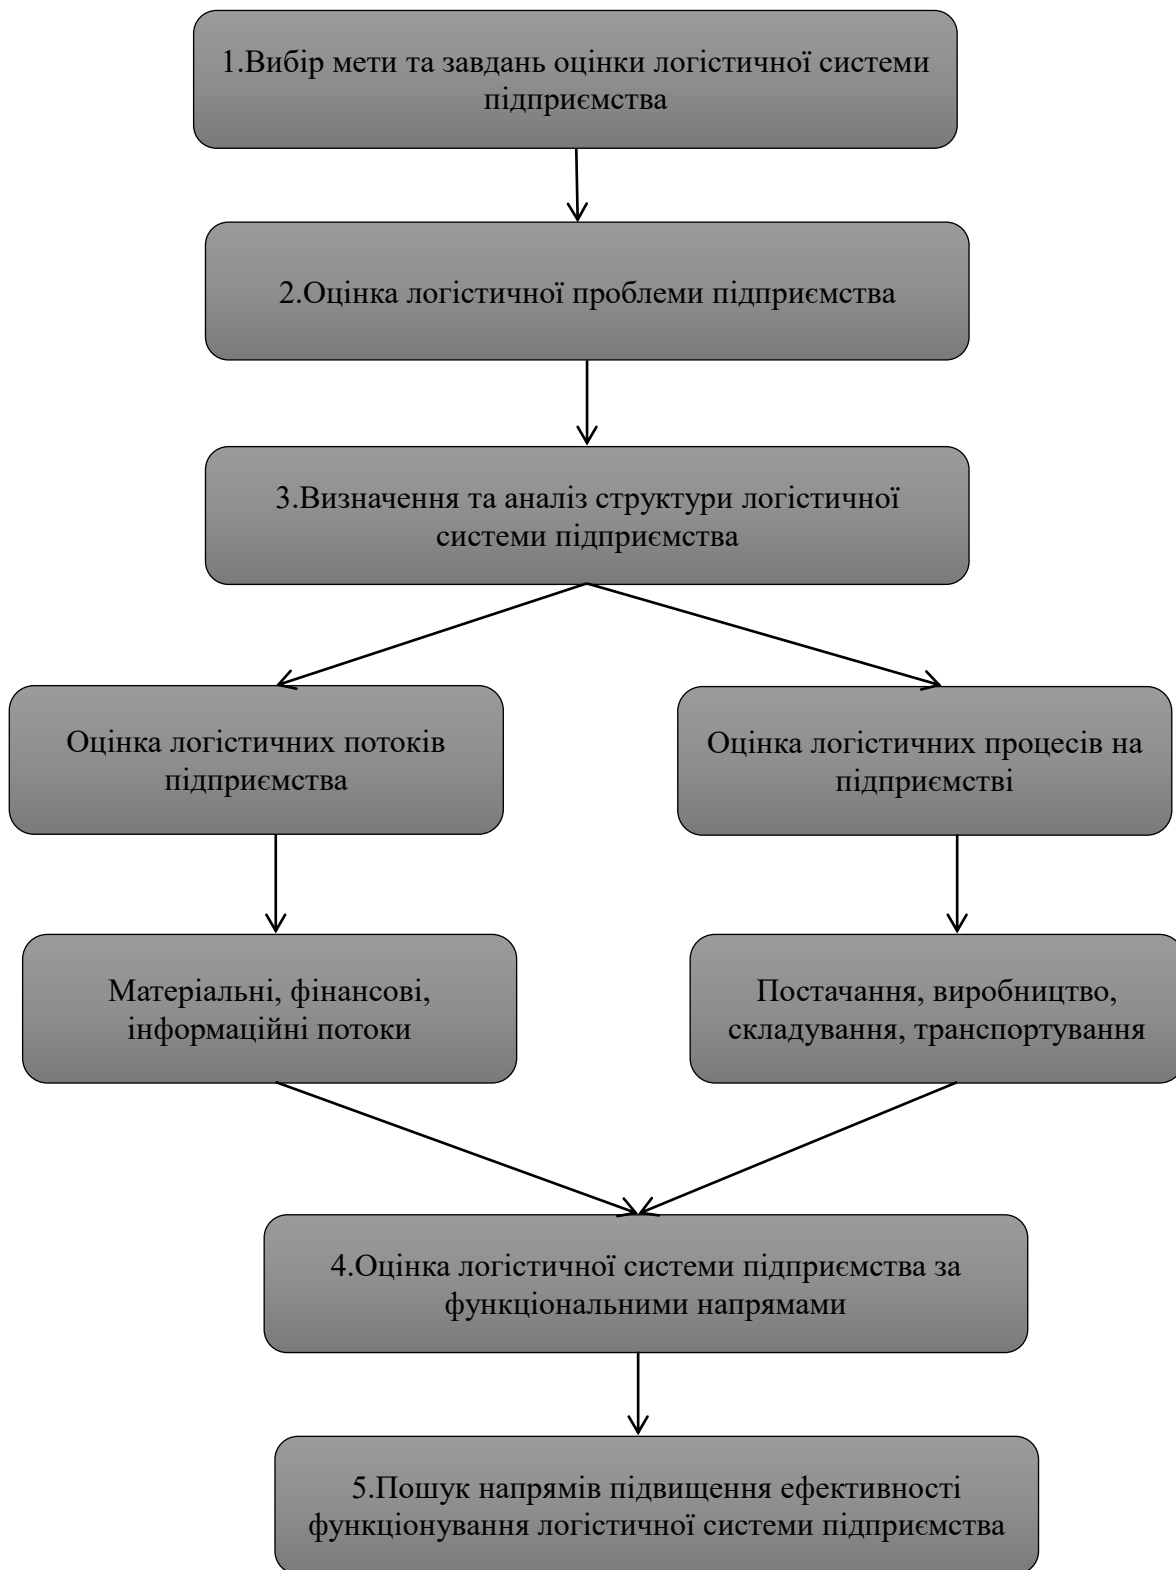 1.Вибір мети та завдань оцінки логістичної системи
підприємства
2.Оцінка логістичної проблеми підприємства
3.Визначення та аналіз структури логістичної
системи підприємства
Оцінка логістичних потоків
підприємства
Оцінка логістичних процесів на
підприємстві
Матеріальні, фінансові,
інформаційні потоки
Постачання, виробництво,
складування, транспортування
4.Оцінка логістичної системи підприємства за
функціональними напрямами
5.Пошук напрямів підвищення ефективності
функціонування логістичної системи підприємства